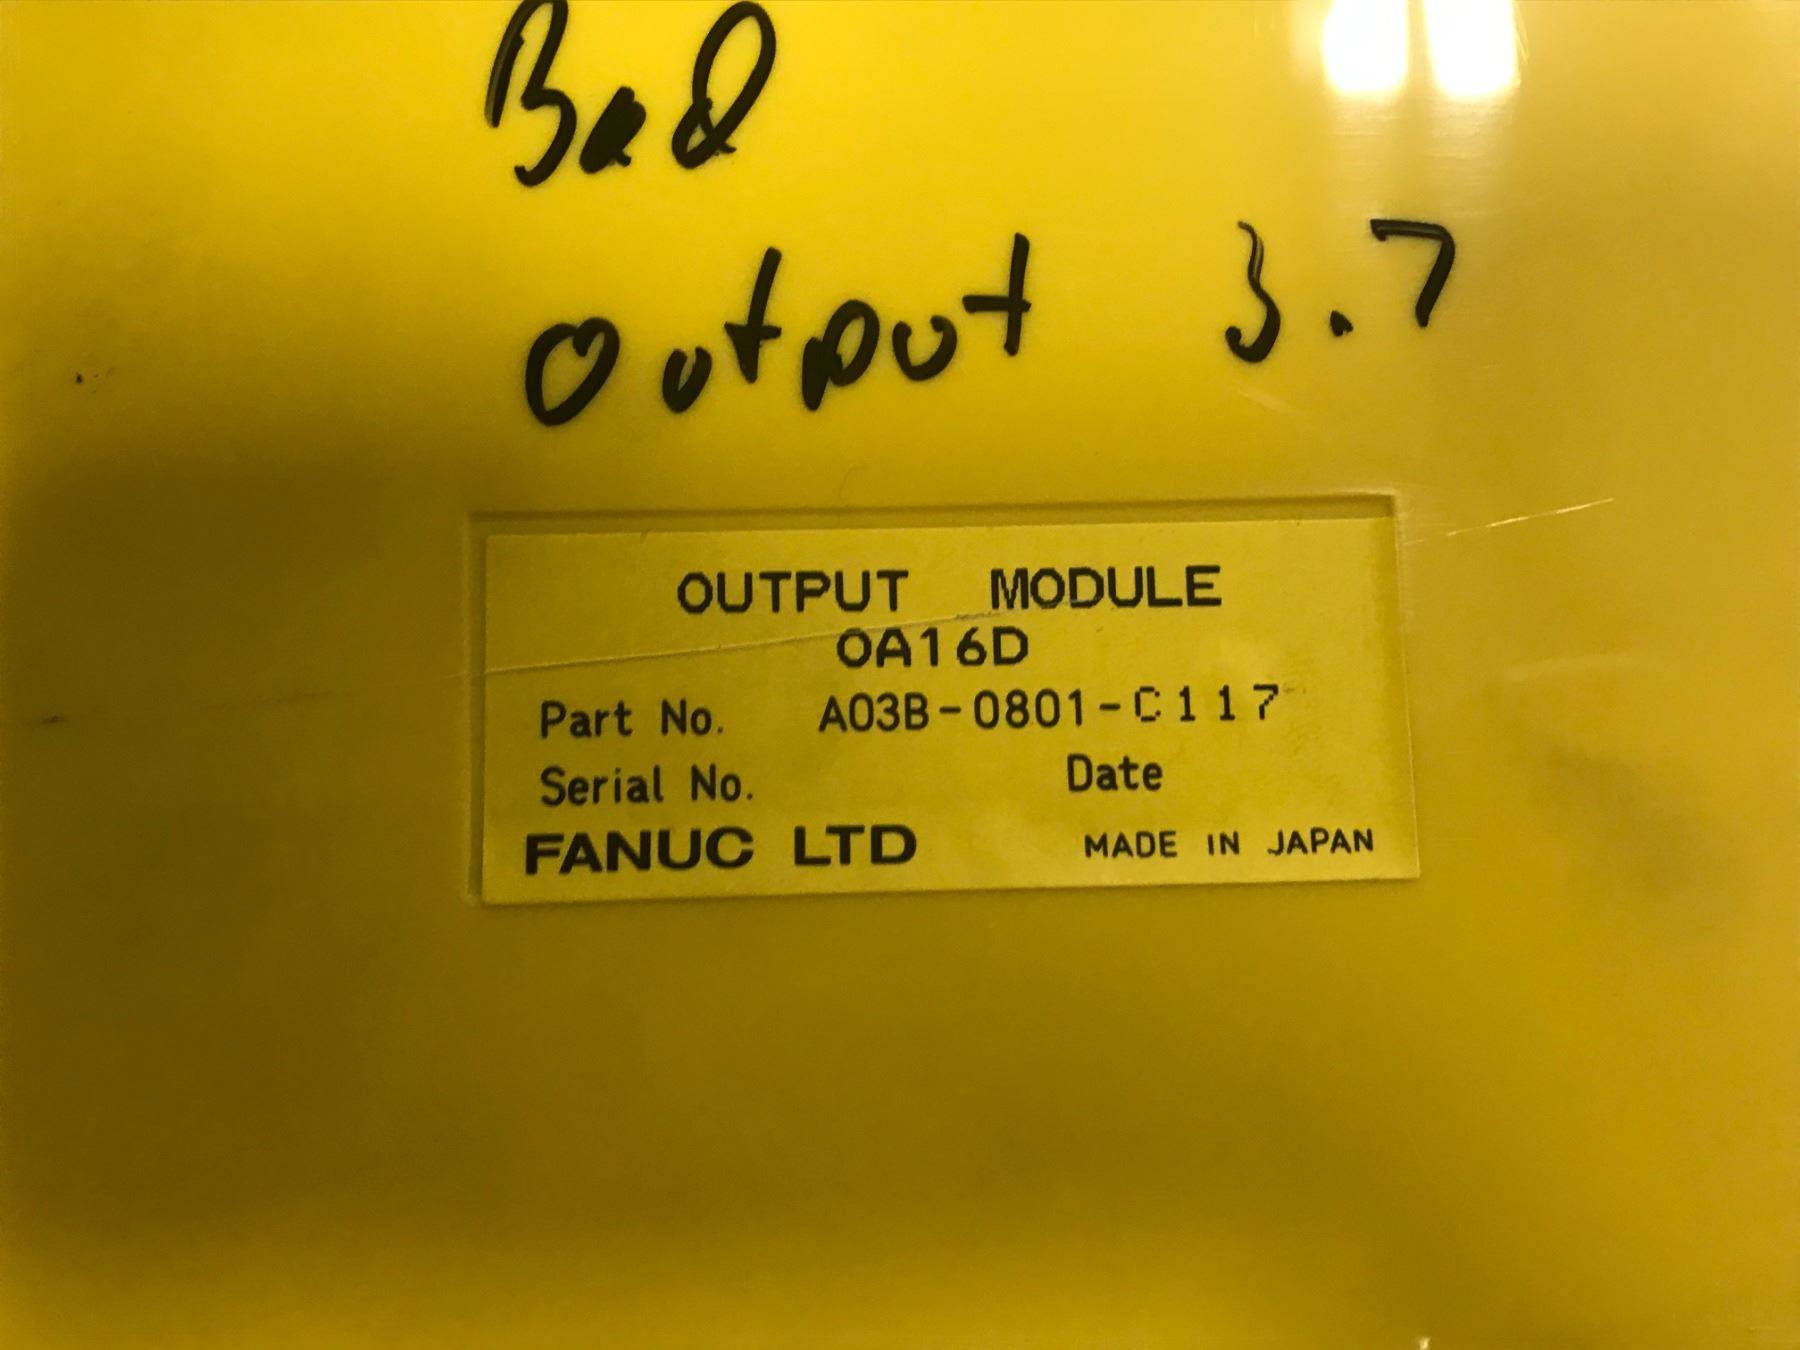 Bad
output 3.7
OUTPUT MODULE
OA16D
Part No. A03B-0801-C117
Serial No. Date
FANUC LTD MADE IN JAPAN